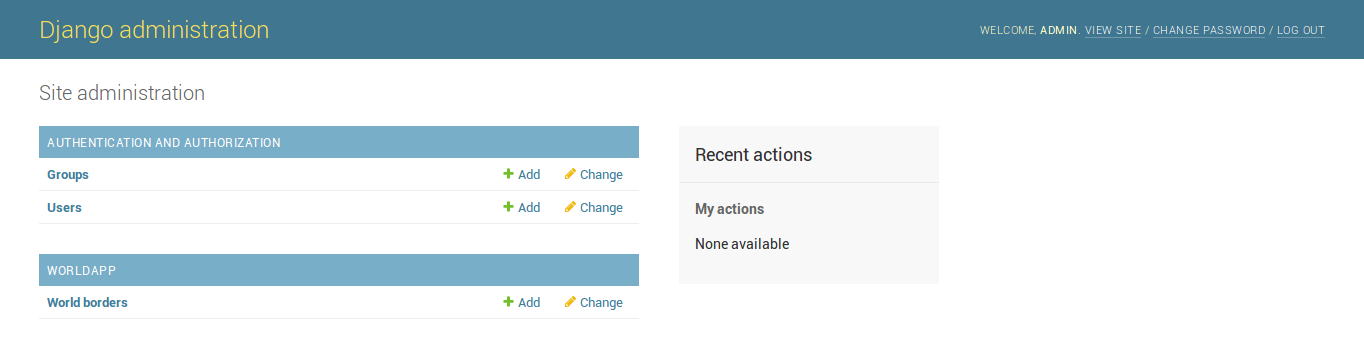 Django administration
WELCOME, ADMIN. VIEW SITE / CHANGE PASSWORD / LOG OUT
Site administration
AUTHENTICATION AND AUTHORIZATION
Groups Add Change
Users Add Change
WORLDAPP
World borders Add Change
Recent actions
My actions
None available